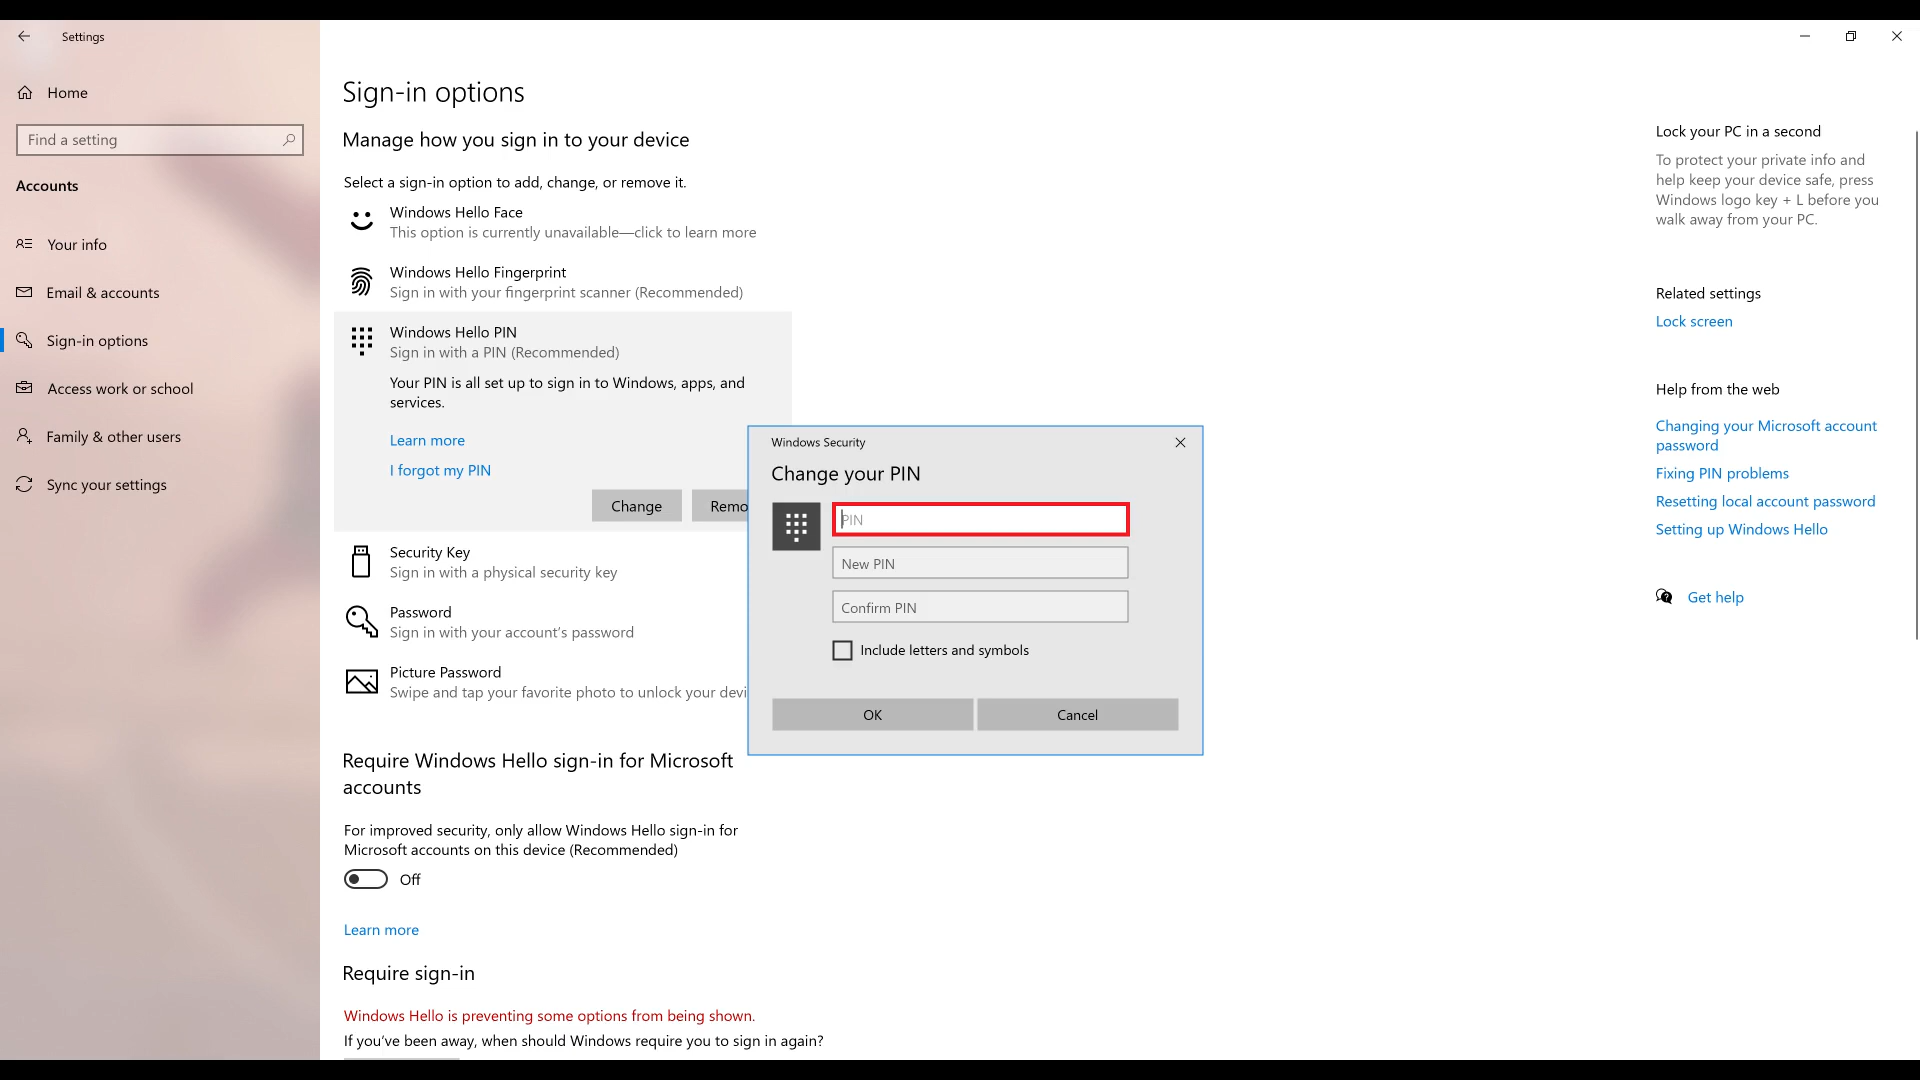 Settings
Home
Find a setting
Accounts
Your info
Email & accounts
Sign-in options
Access work or school
Family & other users
Sync your settings
Sign-in options
Manage how you sign in to your device
Select a sign-in option to add, change, or remove it.
Windows Hello Face
This option is currently unavailable—click to learn more
Windows Hello Fingerprint
Sign in with your fingerprint scanner (Recommended)
Windows Hello PIN
Sign in with a PIN (Recommended)
Your PIN is all set up to sign in to Windows, apps, and
services.
Learn more
I forgot my PIN
Change Remo
Security Key
Sign in with a physical security key
Password
Sign in with your account's password
Picture Password
Swipe and tap your favorite photo to unlock your devi
Require Windows Hello sign-in for Microsoft
accounts
For improved security, only allow Windows Hello sign-in for
Microsoft accounts on this device (Recommended)
Off
Learn more
Require sign-in
Windows Hello is preventing some options from being shown.
If you've been away, when should Windows require you to sign in again?
Windows Security
Change your PIN
PIN
New PIN
Confirm PIN
Include letters and symbols
OK Cancel
Lock your PC in a second
To protect your private info and
help keep your device safe, press
Windows logo key + L before you
walk away from your PC.
Related settings
Lock screen
Help from the web
Changing your Microsoft account
password
Fixing PIN problems
Resetting local account password
Setting up Windows Hello
Get help